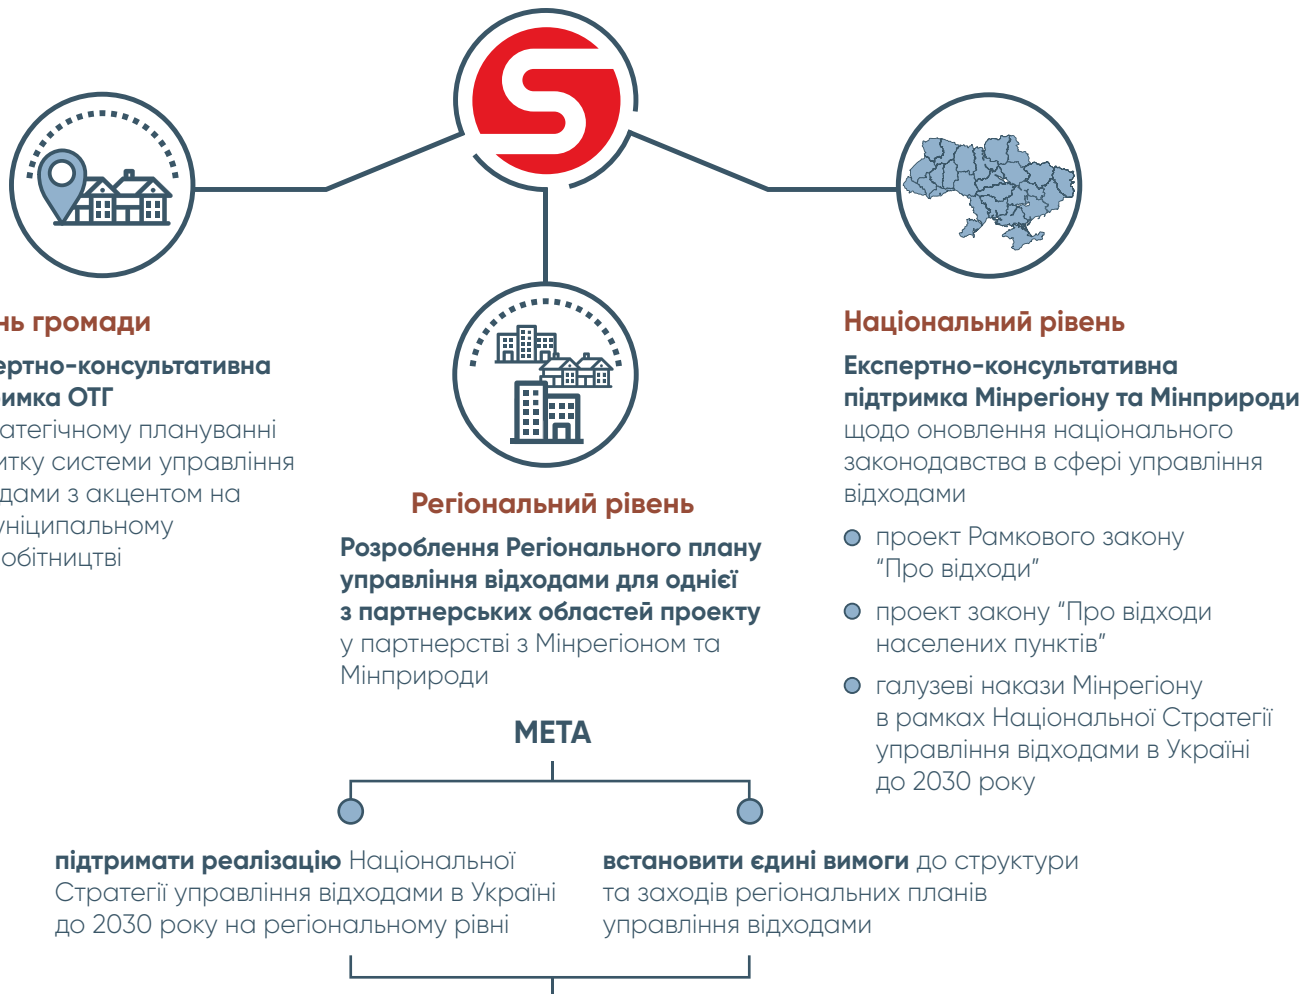 нь громади
ертно-консультативна
имка ОТГ
атегічному плануванні
итку системи управління
дами з акцентом на
уніципальному
обітництві
Регіональний рівень
Розроблення Регіонального плану
управління відходами для однієї
з партнерських областей проекту
у партнерстві з Мінрегіоном та
Мінприроди
Національний рівень
Експертно-консультативна
підтримка Мінрегіону та Мінприроди
щодо оновлення національного
законодавства в сфері управління
відходами
проект Рамкового закону
“Про відходи”
проект закону “Про відходи
населених пунктів”
галузеві накази Мінрегіону
в рамках Національної Стратегії
управління відходами в Україні
до 2030 року
МЕТА
підтримати реалізацію Національної
Стратегії управління відходами в Україні
до 2030 року на регіональному рівні
встановити єдині вимоги до структури
та заходів регіональних планів
управління відходами